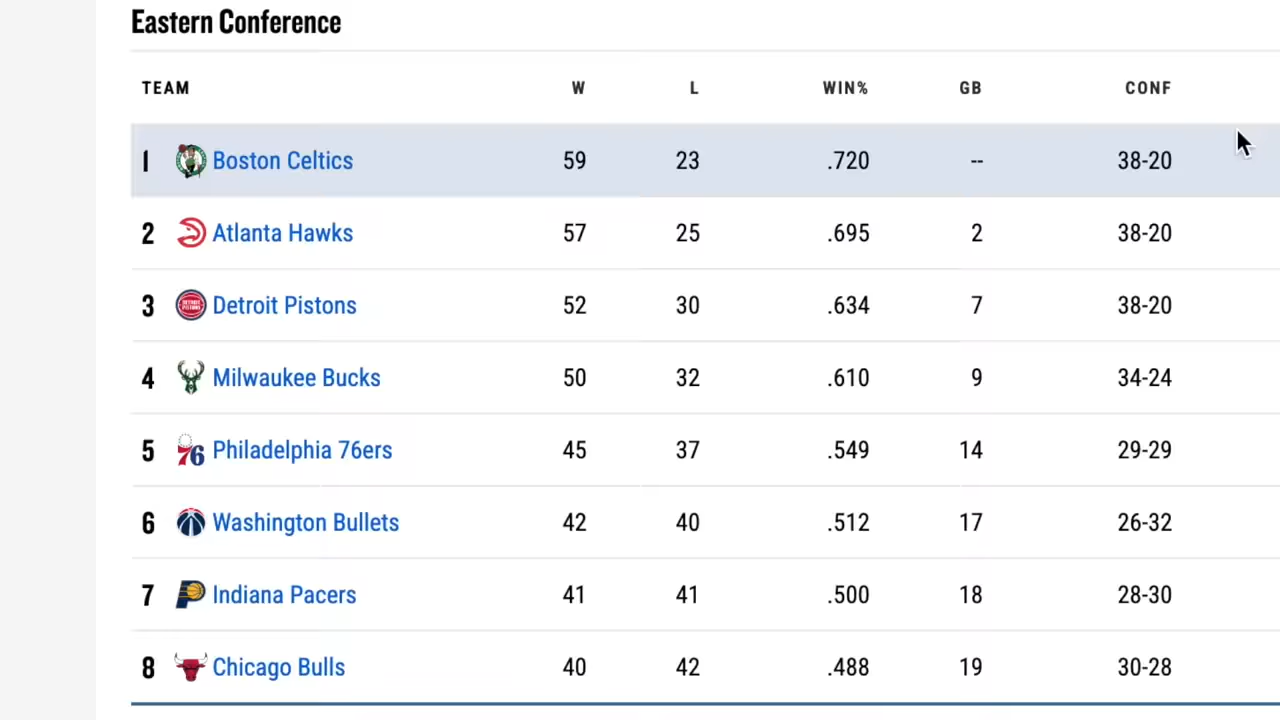 Eastern Conference
TEAM W L WIN% GB CONF
1 Boston Celtics 59 23 .720 -- 38-20
2 Atlanta Hawks 57 25 .695 2 38-20
3 Detroit Pistons 52 30 .634 7 38-20
4 Milwaukee Bucks 50 32 .610 9 34-24
5 76 Philadelphia 76ers 45 37 .549 14 29-29
6 Washington Bullets 42 40 .512 17 26-32
7 Indiana Pacers 41 41 .500 18 28-30
8 Chicago Bulls 40 42 .488 19 30-28